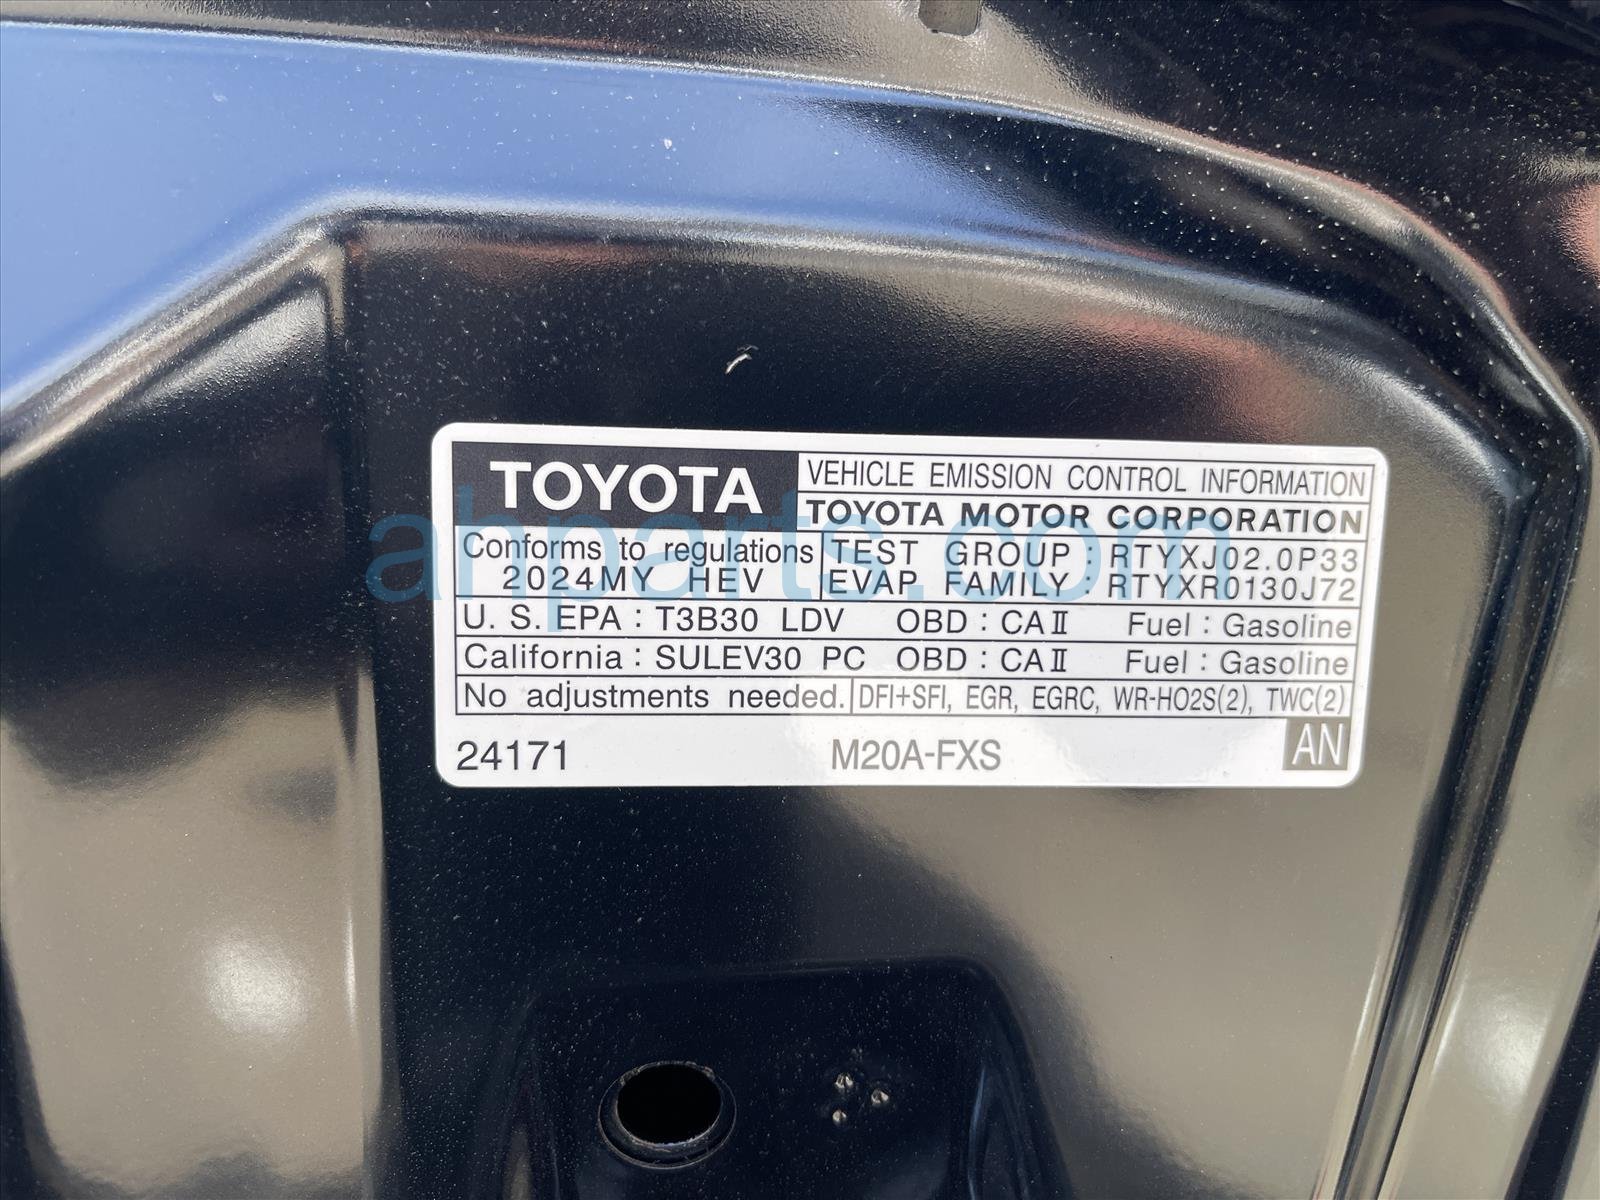 TOYOTA VEHICLE EMISSION CONTROL INFORMATION
TOYOTA MOTOR CORPORATION
Conforms to regulations
2024MY HEV
TEST GROUP : RTYXJ02.0P33
EVAP. FAMILY : RTYXR0130J72
U. S. EPA : T3B30 LDV OBD : CAⅡ Fuel : Gasoline
California : SULEV30 PC OBD : CAⅡ Fuel : Gasoline
No adjustments needed. DFI+SFI, EGR, EGRC, WR-HO2S(2), TWC(2)
24171 M20A-FXS AN
ahparts.com